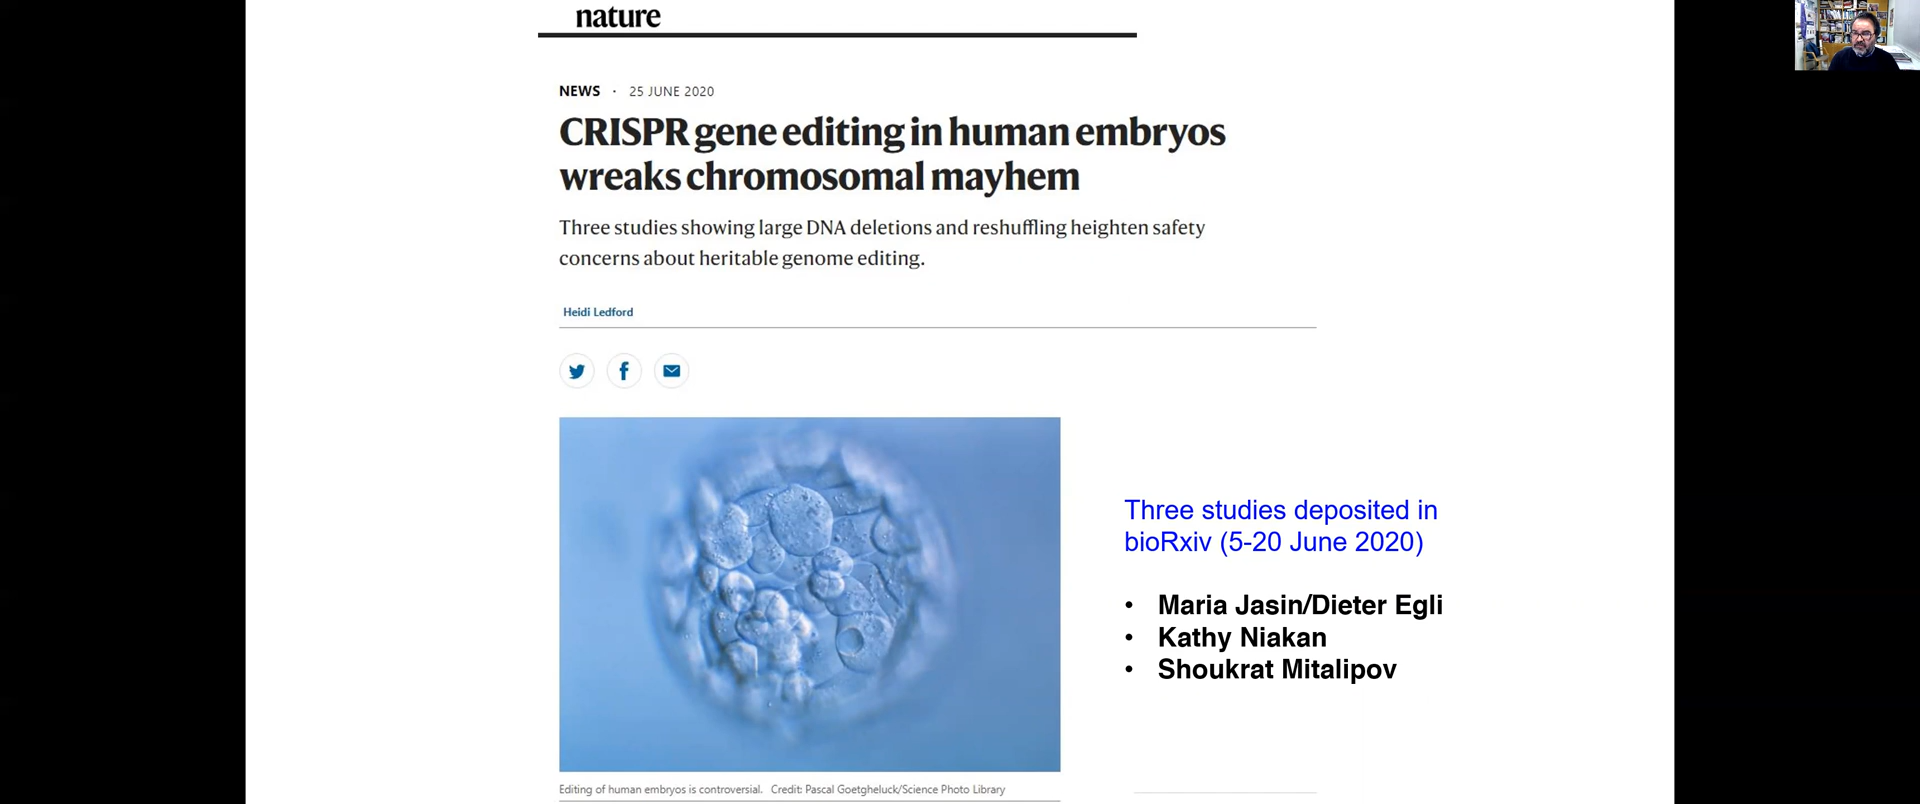 nature
NEWS · 25 JUNE 2020
CRISPR gene editing in human embryos
wreaks chromosomal mayhem
Three studies showing large DNA deletions and reshuffling heighten safety
concerns about heritable genome editing.
Heidi Ledford
Three studies deposited in
bioRxiv (5-20 June 2020)
• Maria Jasin/Dieter Egli
• Kathy Niakan
• Shoukrat Mitalipov
Editing of human embryos is controversial. Credit: Pascal Goetgheluck/Science Photo Library